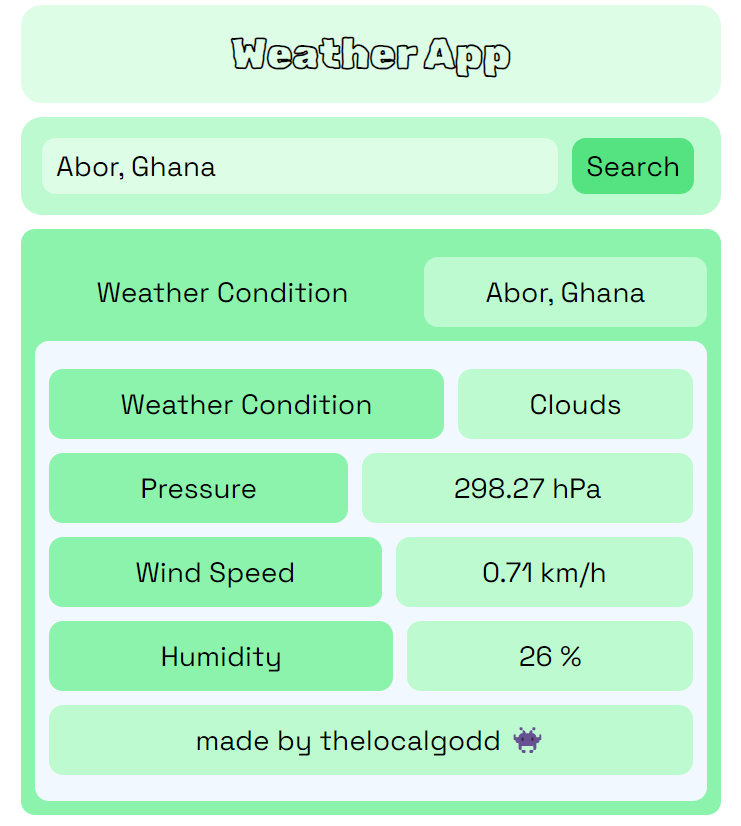 Weather App
Abor, Ghana
Search
Weather Condition
Abor, Ghana
Weather Condition
Clouds
Pressure
298.27 hPa
Wind Speed
0.71 km/h
Humidity
26 %
made by thelocalgodd 👾